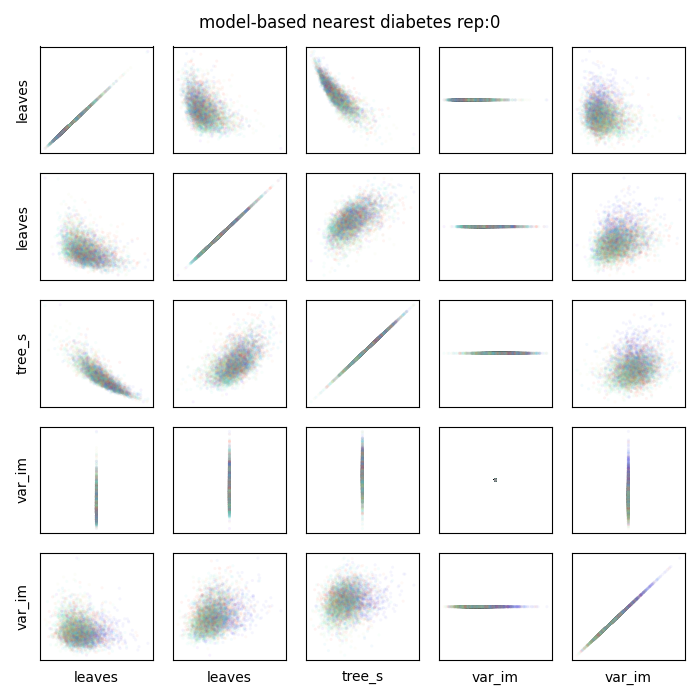 model-based nearest diabetes rep:0
leaves
leaves
tree_s
var_im
var_im
leaves
leaves
tree_s
var_im
var_im